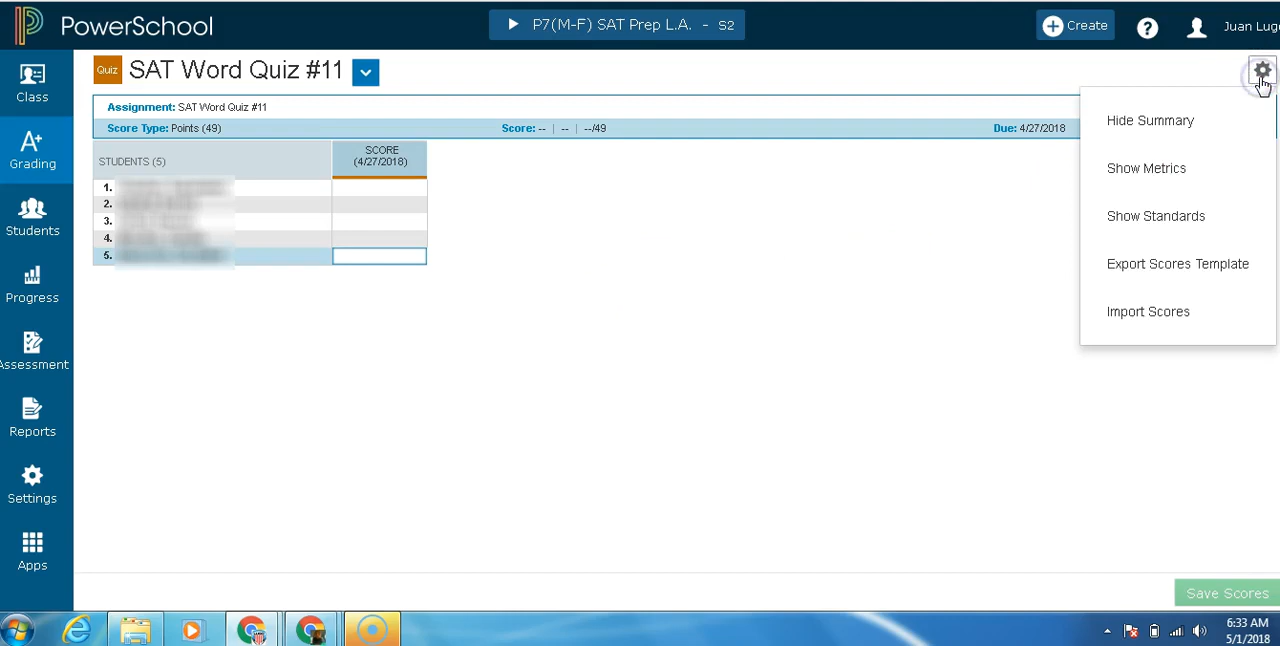 PowerSchool
P7(M-F) SAT Prep L.A. - S2
Create
?
Juan Lugo
Class
A+
Grading
Students
Progress
Assessment
Reports
Settings
Apps
Quiz
SAT Word Quiz #11
Assignment: SAT Word Quiz #11
Score Type: Points (49)
Score: -- | -- | --/49
Due: 4/27/2018
STUDENTS (5)
SCORE
(4/27/2018)
1.
2.
3.
4.
5.
Hide Summary
Show Metrics
Show Standards
Export Scores Template
Import Scores
Save Scores
6:33 AM
5/1/2018